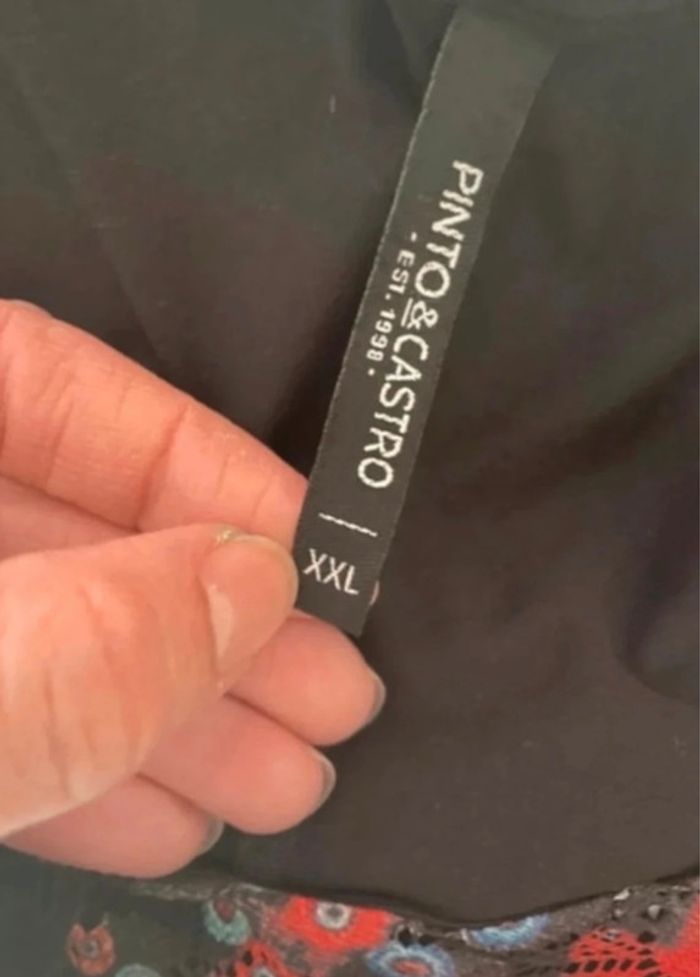 PINTO&CASTRO
· EST. 1998 ·
XXL